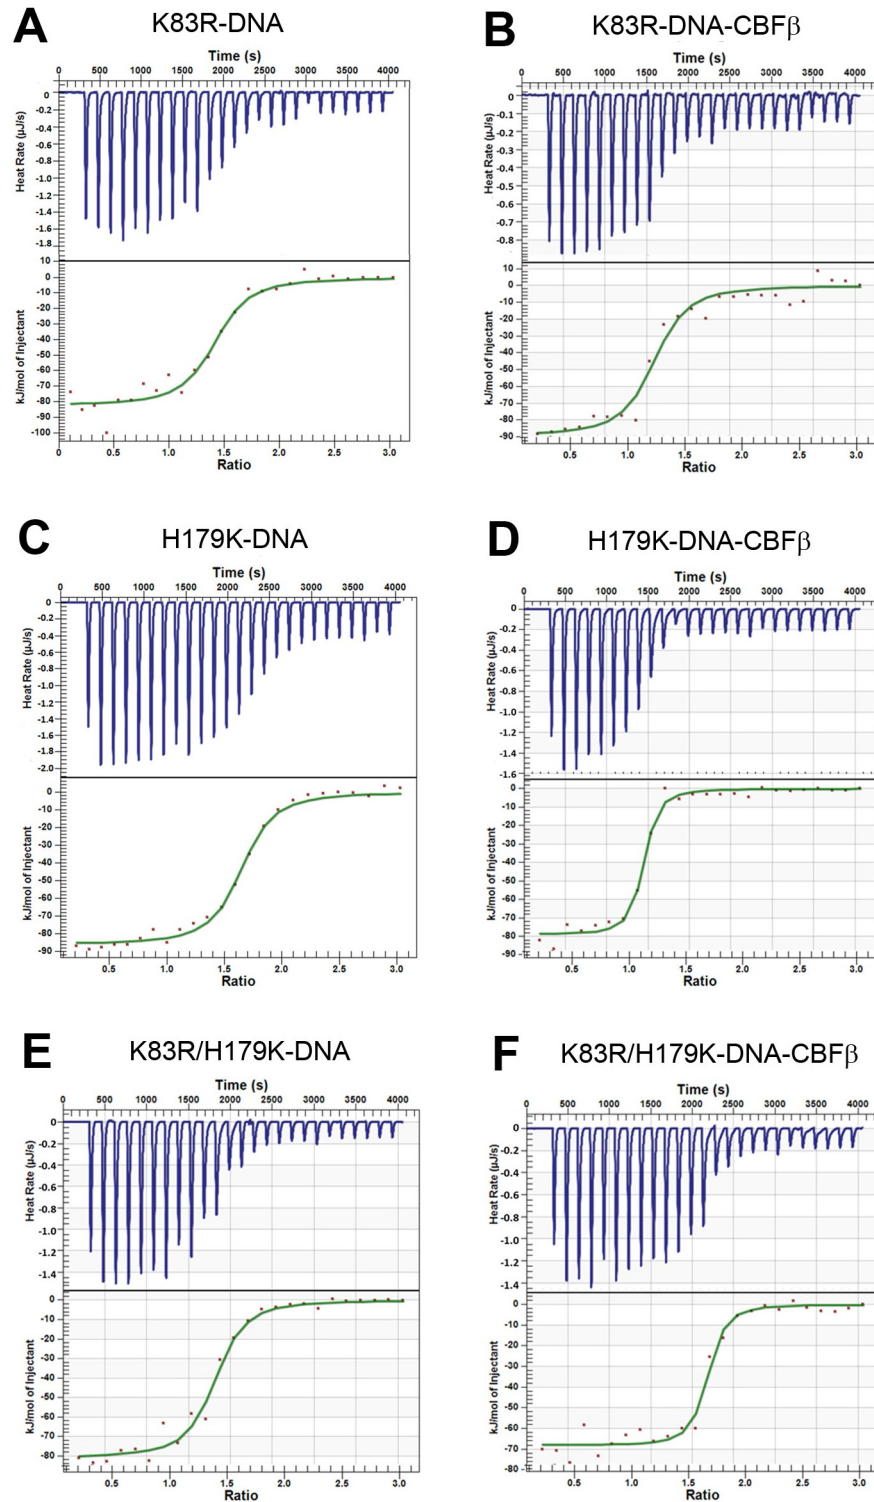 A K83R-DNA
Time (s)
0 500 1000 1500 2000 2500 3000 3500 4000
Heat Rate (µJ/s)
0
-0.2
-0.4
-0.6
-0.8
-1.0
-1.2
-1.4
-1.6
-1.8
kJ/mol of Injectant
10
0
-10
-20
-30
-40
-50
-60
-70
-80
-90
-100
0 0.5 1.0 1.5 2.0 2.5 3.0
Ratio
B K83R-DNA-CBFβ
Time (s)
0 500 1000 1500 2000 2500 3000 3500 4000
Heat Rate (µJ/s)
0
-0.1
-0.2
-0.3
-0.4
-0.5
-0.6
-0.7
-0.8
kJ/mol of Injectant
10
0
-10
-20
-30
-40
-50
-60
-70
-80
-90
0.5 1.0 1.5 2.0 2.5 3.0
Ratio
C H179K-DNA
Time (s)
0 500 1000 1500 2000 2500 3000 3500 4000
Heat Rate (µJ/s)
0
-0.2
-0.4
-0.6
-0.8
-1.0
-1.2
-1.4
-1.6
-1.8
-2.0
kJ/mol of Injectant
0
-10
-20
-30
-40
-50
-60
-70
-80
-90
0.5 1.0 1.5 2.0 2.5 3.0
Ratio
D H179K-DNA-CBFβ
Time (s)
0 500 1000 1500 2000 2500 3000 3500 4000
Heat Rate (µJ/s)
0
-0.2
-0.4
-0.6
-0.8
-1.0
-1.2
-1.4
-1.6
kJ/mol of Injectant
0
-10
-20
-30
-40
-50
-60
-70
-80
-90
0.5 1.0 1.5 2.0 2.5 3.0
Ratio
E K83R/H179K-DNA
Time (s)
0 500 1000 1500 2000 2500 3000 3500 4000
Heat Rate (µJ/s)
0
-0.2
-0.4
-0.6
-0.8
-1.0
-1.2
-1.4
kJ/mol of Injectant
0
-10
-20
-30
-40
-50
-60
-70
-80
0.5 1.0 1.5 2.0 2.5 3.0
Ratio
F K83R/H179K-DNA-CBFβ
Time (s)
0 500 1000 1500 2000 2500 3000 3500 4000
Heat Rate (µJ/s)
0
-0.2
-0.4
-0.6
-0.8
-1.0
-1.2
-1.4
kJ/mol of Injectant
0
-10
-20
-30
-40
-50
-60
-70
-80
0.5 1.0 1.5 2.0 2.5 3.0
Ratio